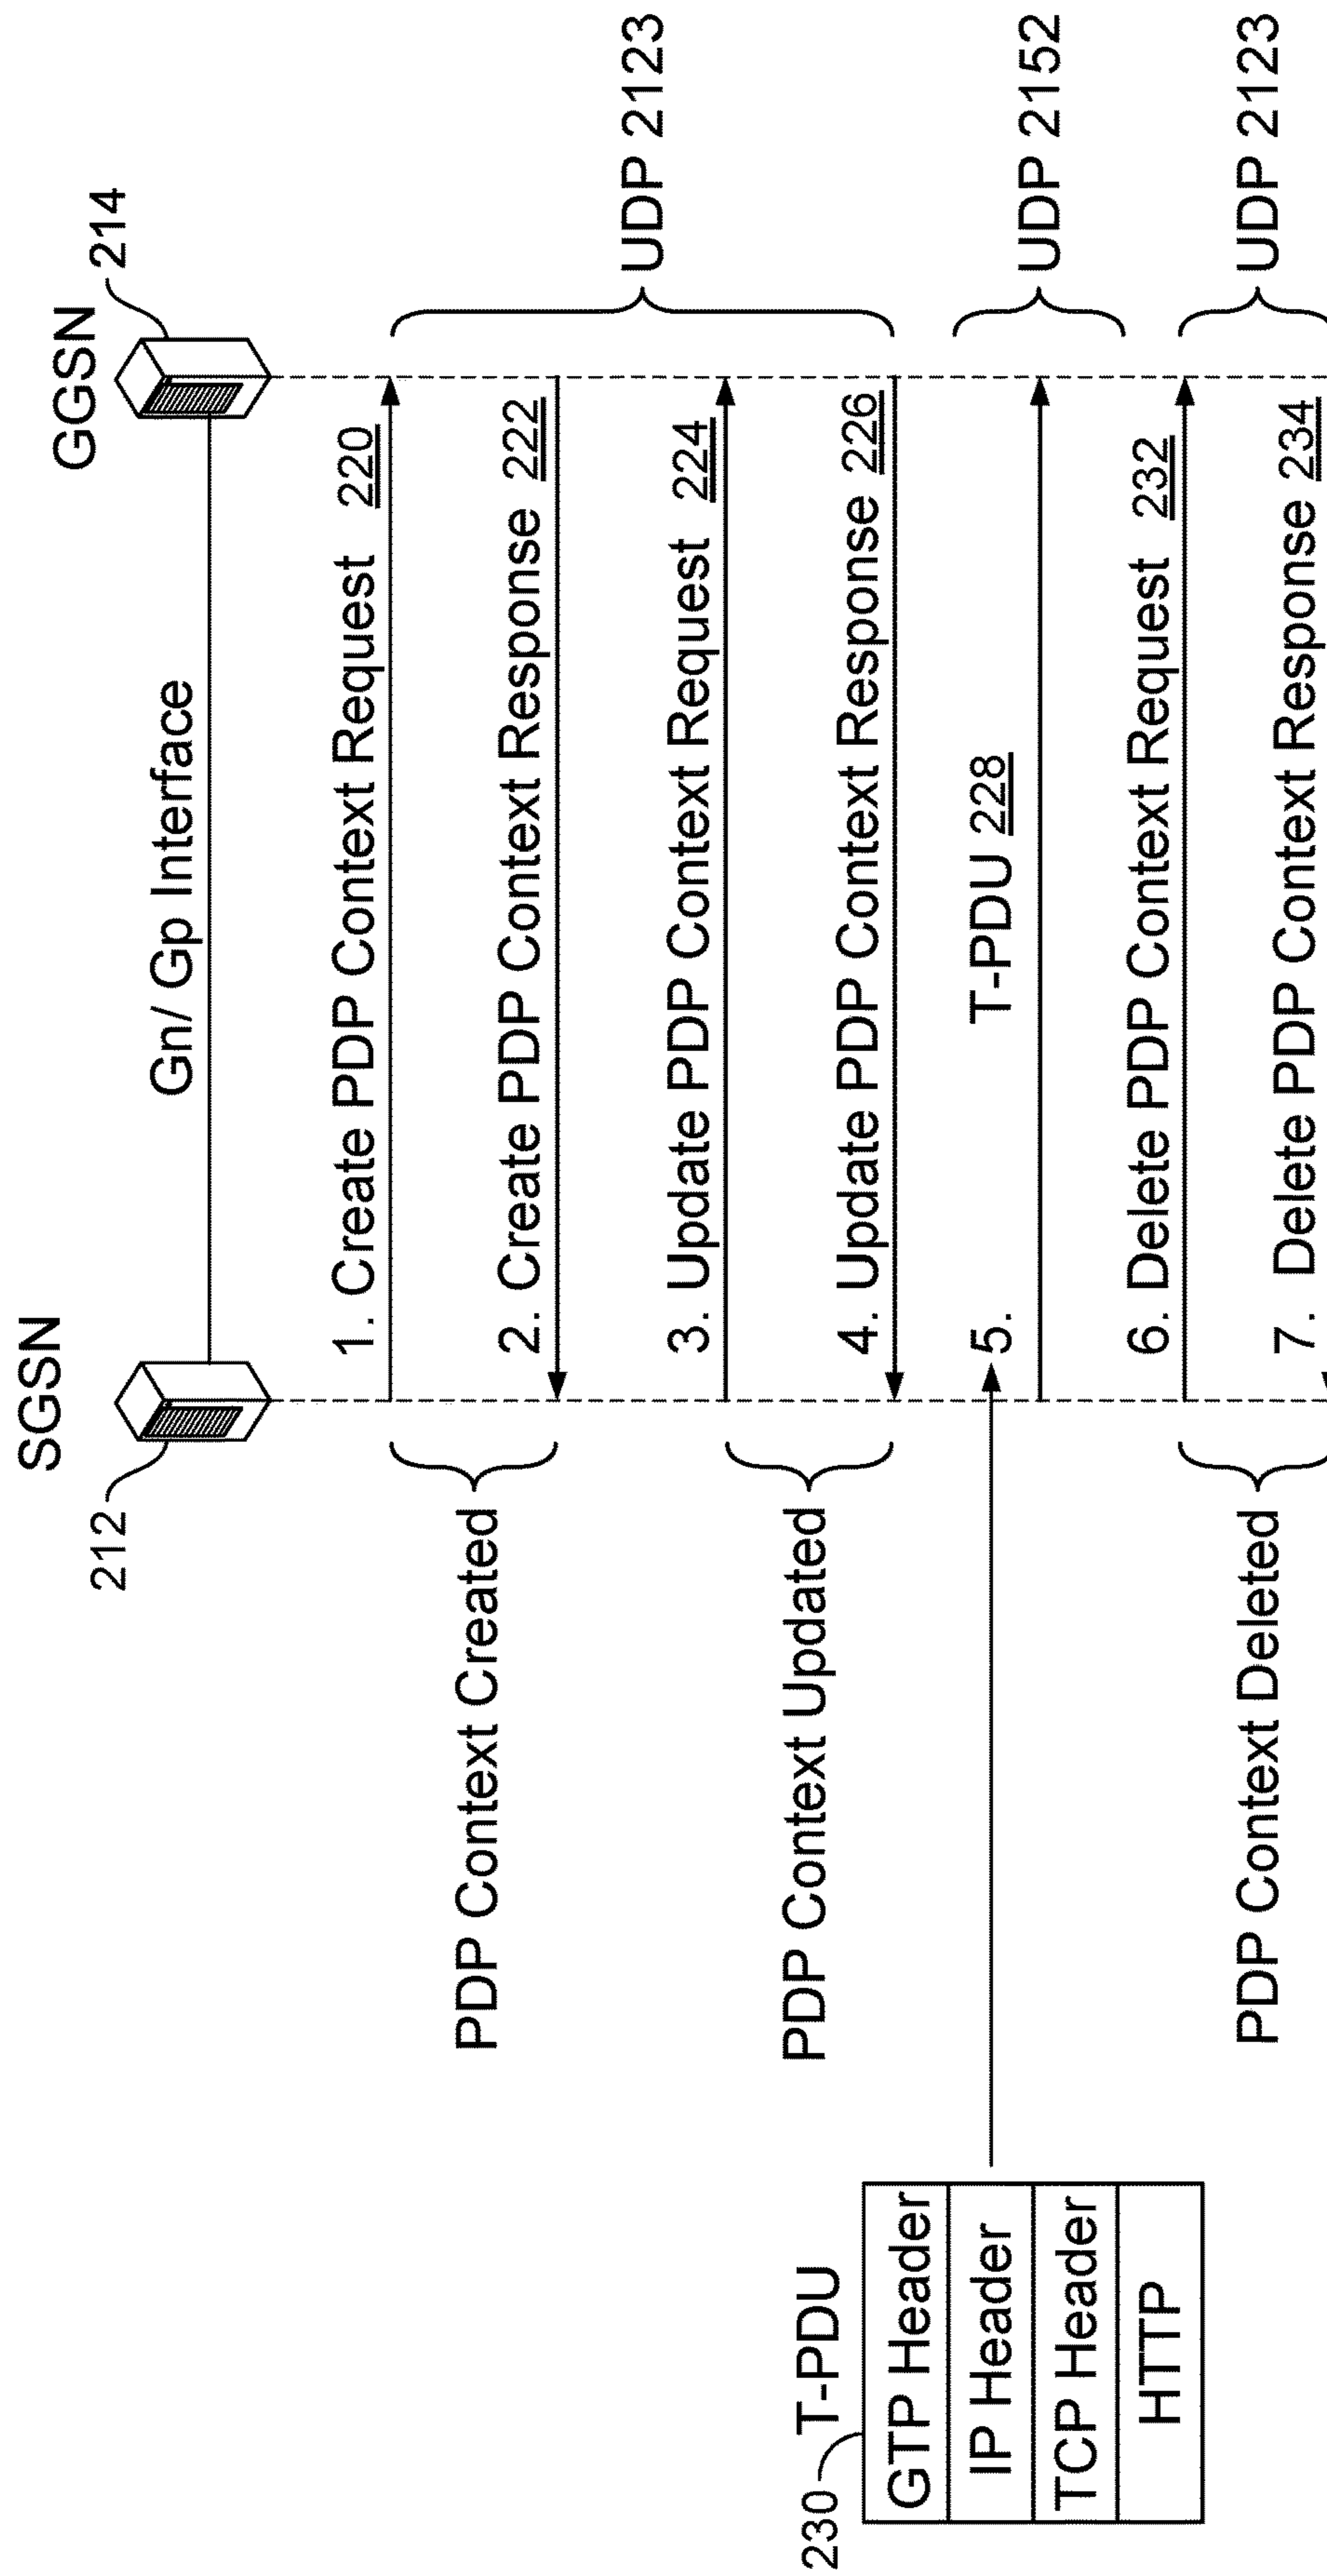 SGSN
GGSN
212
214
Gn/ Gp Interface
1. Create PDP Context Request 220
PDP Context Created
2. Create PDP Context Response 222
UDP 2123
3. Update PDP Context Request 224
PDP Context Updated
4. Update PDP Context Response 226
T-PDU
230
GTP Header
IP Header
TCP Header
HTTP
5.
T-PDU 228
UDP 2152
6. Delete PDP Context Request 232
PDP Context Deleted
UDP 2123
7. Delete PDP Context Response 234